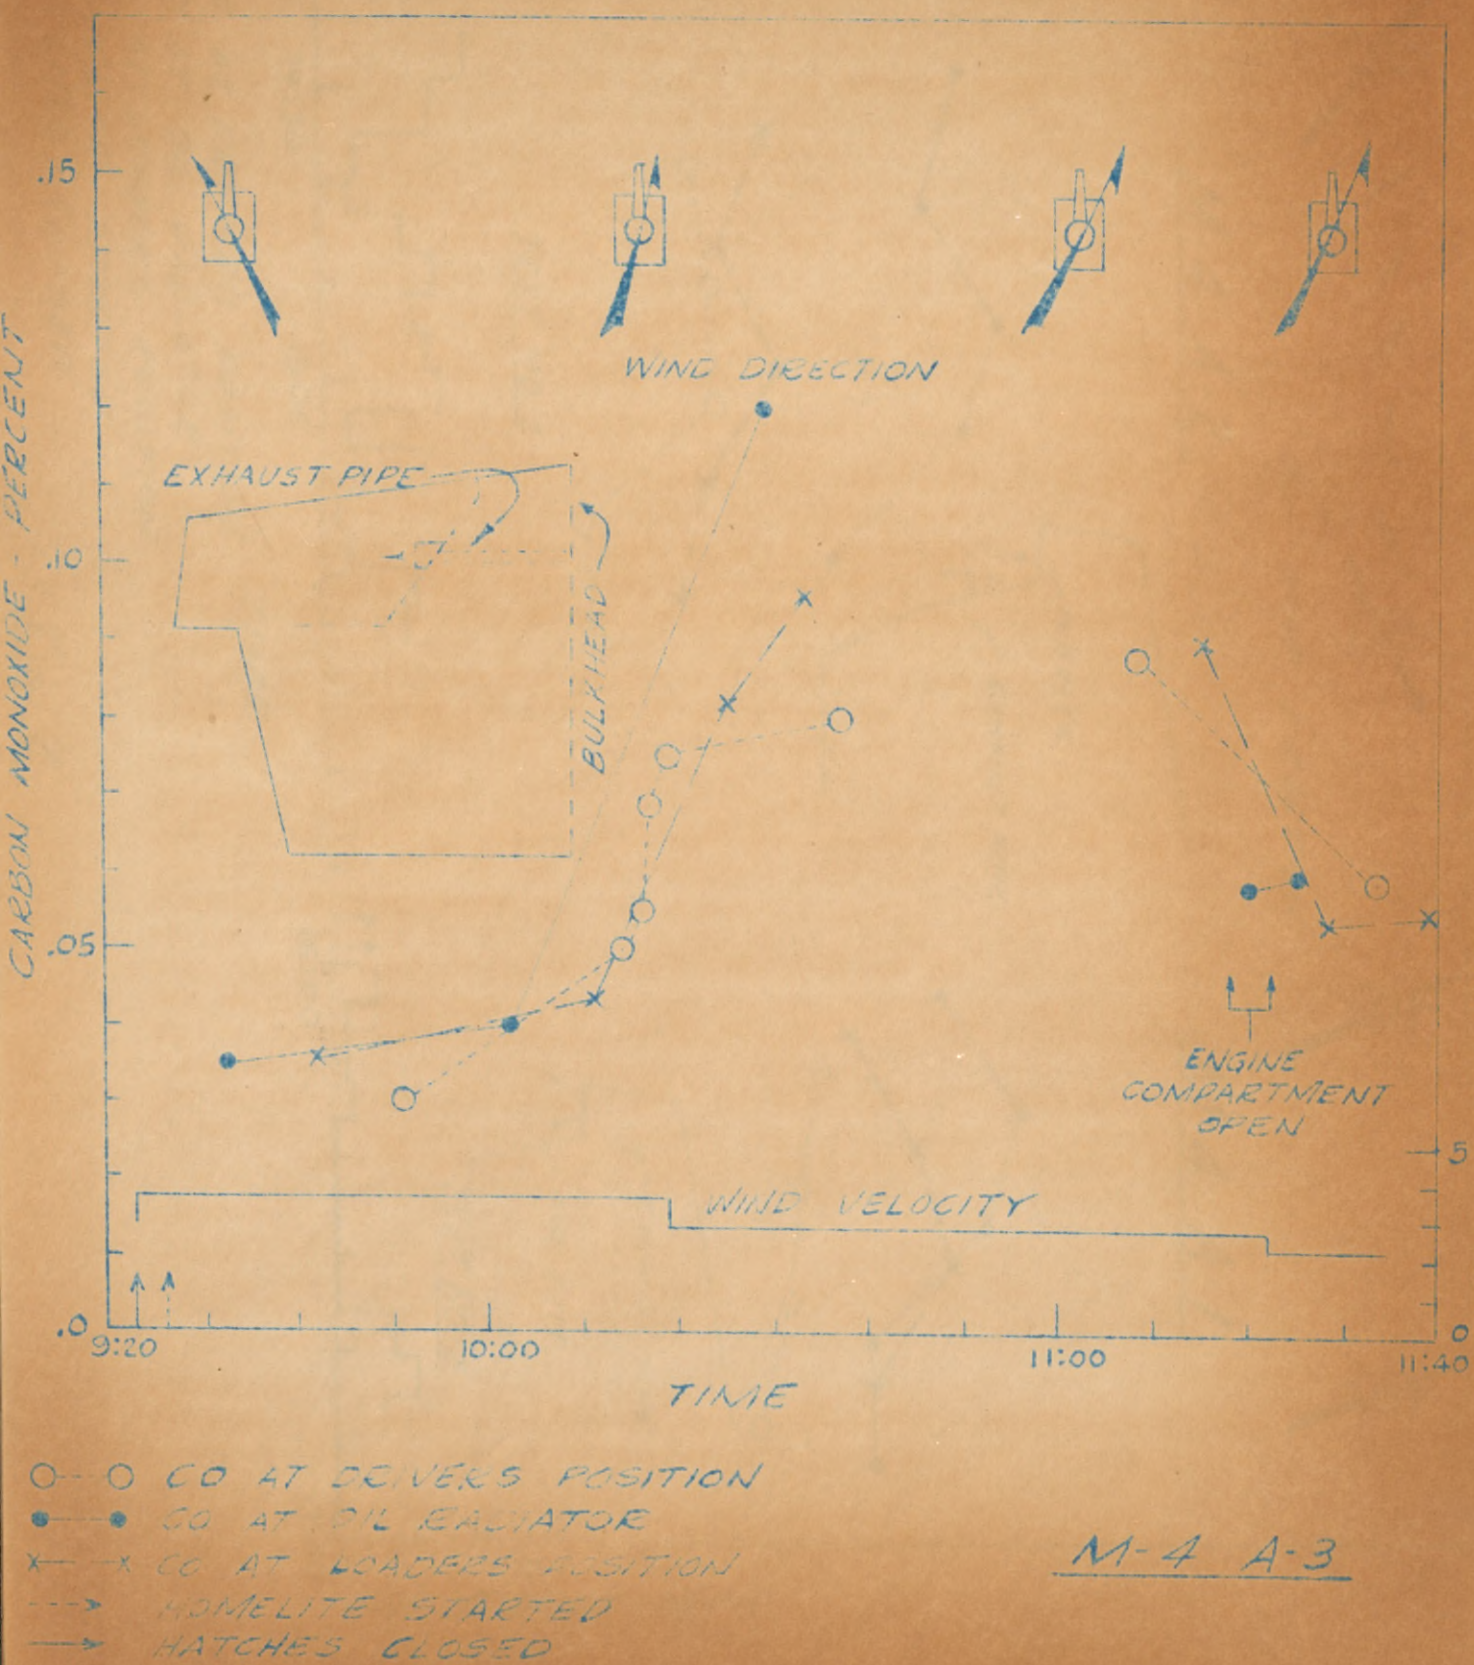 .15
WIND DIRECTION
EXHAUST PIPE
CARBON MONOXIDE - PERCENT
.10
BULKHEAD
.05
ENGINE
COMPARTMENT
OPEN
5
WIND VELOCITY
.0
0
9:20 10:00 11:00 11:40
TIME
CO AT DRIVERS POSITION
CO AT OIL RADIATOR
CO AT LOADERS POSITION
HOMELITE STARTED
HATCHES CLOSED
M-4 A-3